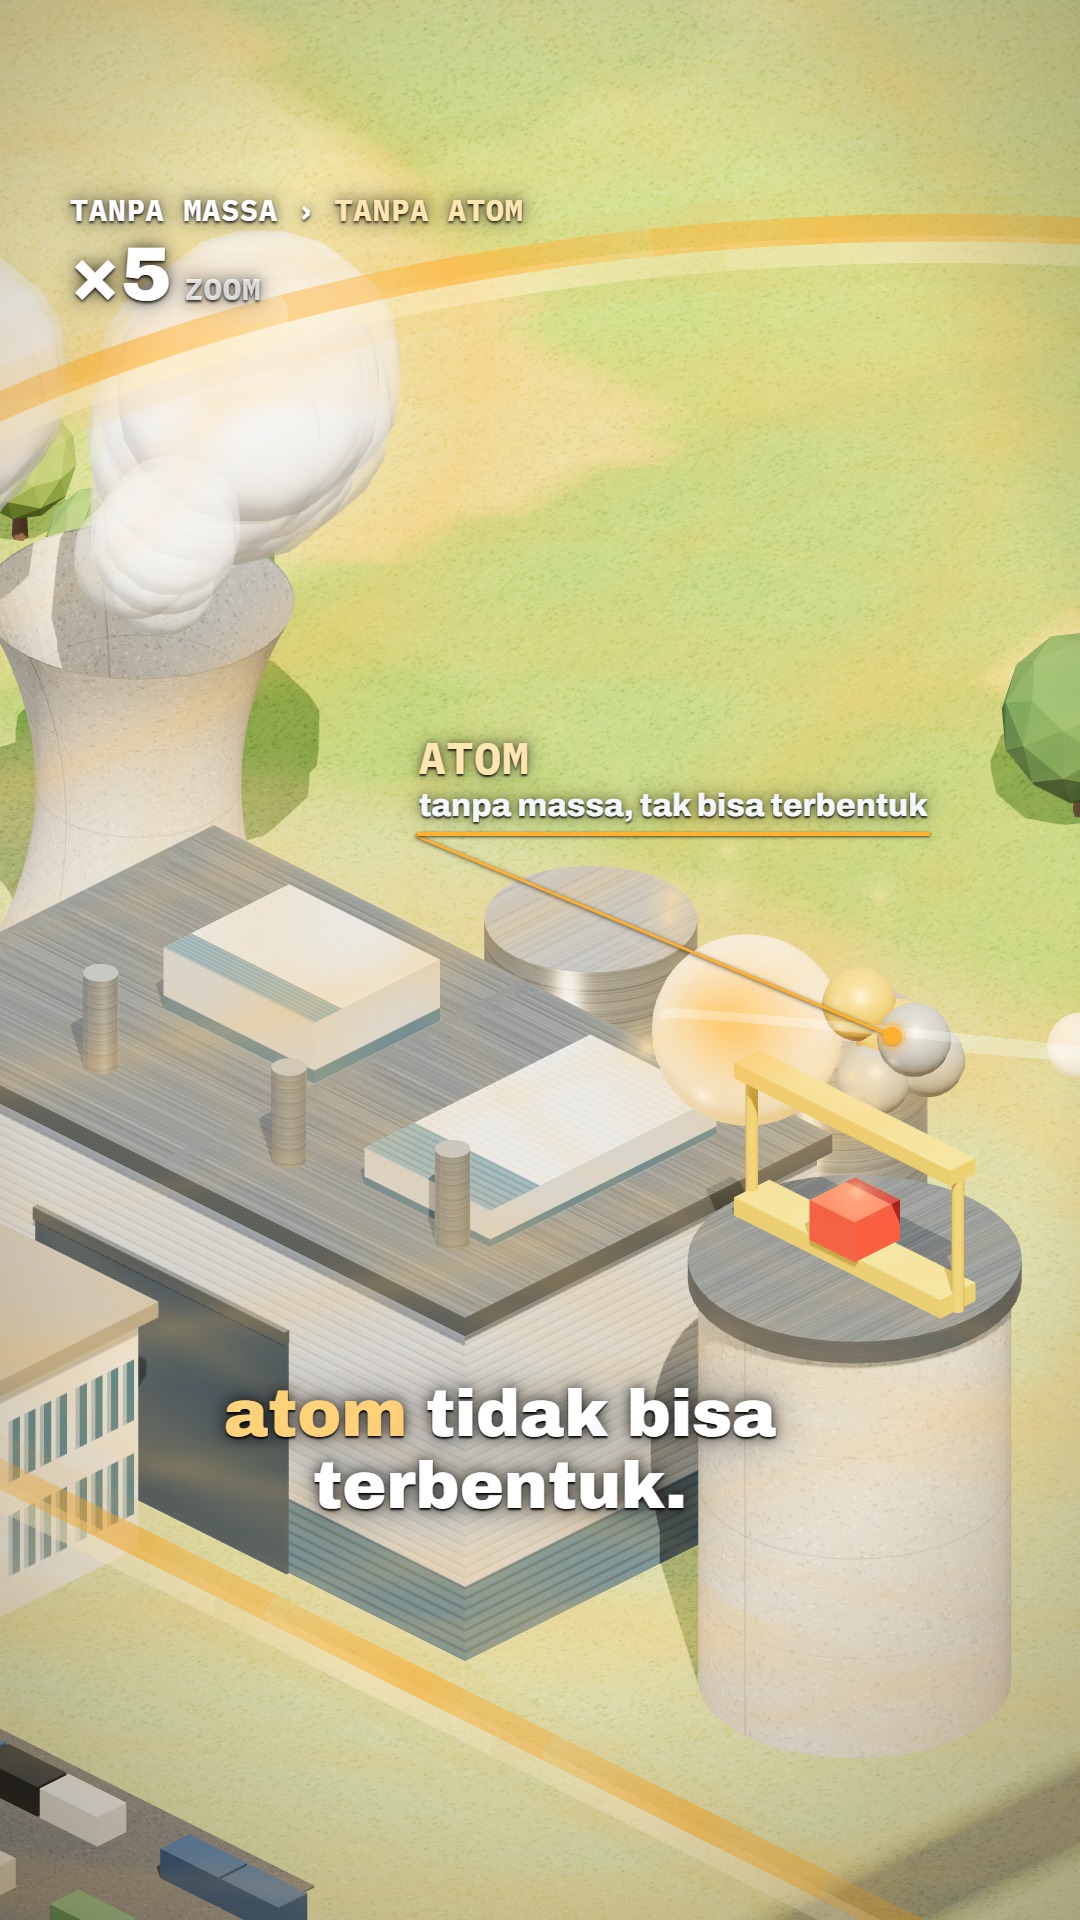 TANPA MASSA › TANPA ATOM
×5 ZOOM
ATOM
tanpa massa, tak bisa terbentuk
atom tidak bisa
terbentuk.